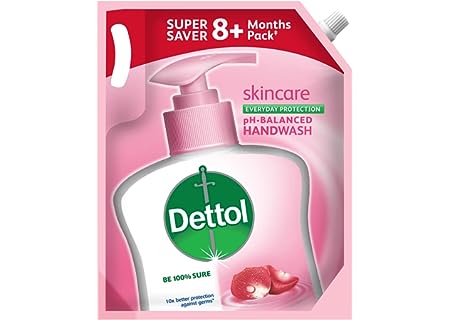 SUPER
SAVER 8+ Months
Pack‡
skincare
EVERYDAY PROTECTION
pH-BALANCED
HANDWASH
Dettol
BE 100% SURE
10x better protection
against germs*